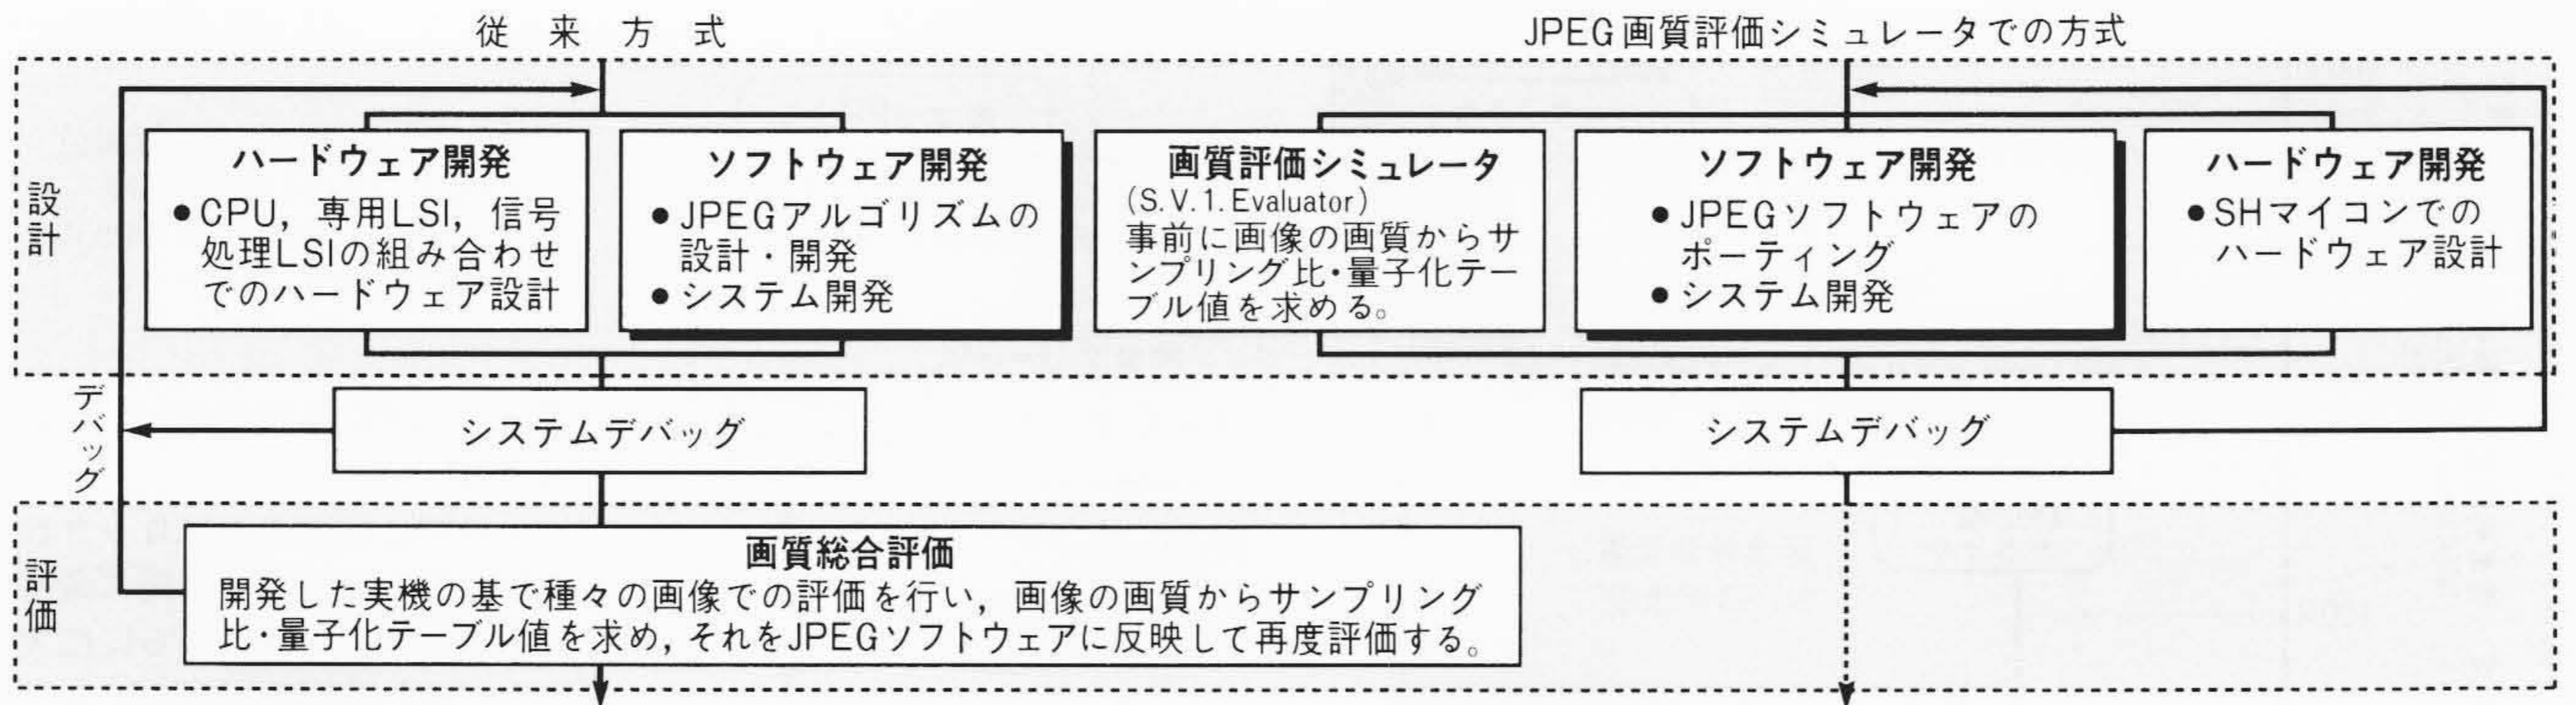 従来方式
JPEG画質評価シミュレータでの方式
設計
ハードウェア開発
●CPU，専用LSI，信号
処理LSIの組み合わせ
でのハードウェア設計
ソフトウェア開発
●JPEGアルゴリズムの
設計・開発
●システム開発
画質評価シミュレータ
(S.V.1.Evaluator)
事前に画像の画質からサ
ンプリング比・量子化テー
ブル値を求める。
ソフトウェア開発
●JPEGソフトウェアの
ポーティング
●システム開発
ハードウェア開発
●SHマイコンでの
ハードウェア設計
デバッグ
システムデバッグ
システムデバッグ
評価
画質総合評価
開発した実機の基で種々の画像での評価を行い，画像の画質からサンプリング
比・量子化テーブル値を求め，それをJPEGソフトウェアに反映して再度評価する。